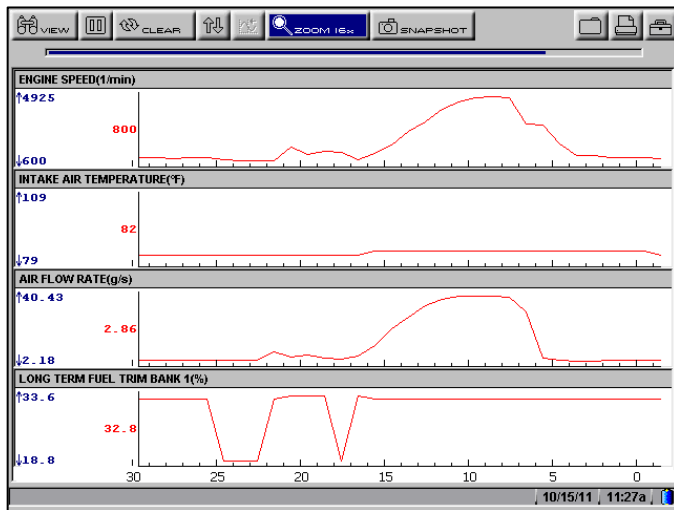 VIEW CLEAR ZOOM 16x SNAPSHOT
ENGINE SPEED(1/min)
↑4925
800
↓600
INTAKE AIR TEMPERATURE(°F)
↑109
82
↓79
AIR FLOW RATE(g/s)
↑40.43
2.86
↓2.18
LONG TERM FUEL TRIM BANK 1(%)
↑33.6
32.8
↓18.8
30 25 20 15 10 5 0
10/15/11 11:27a